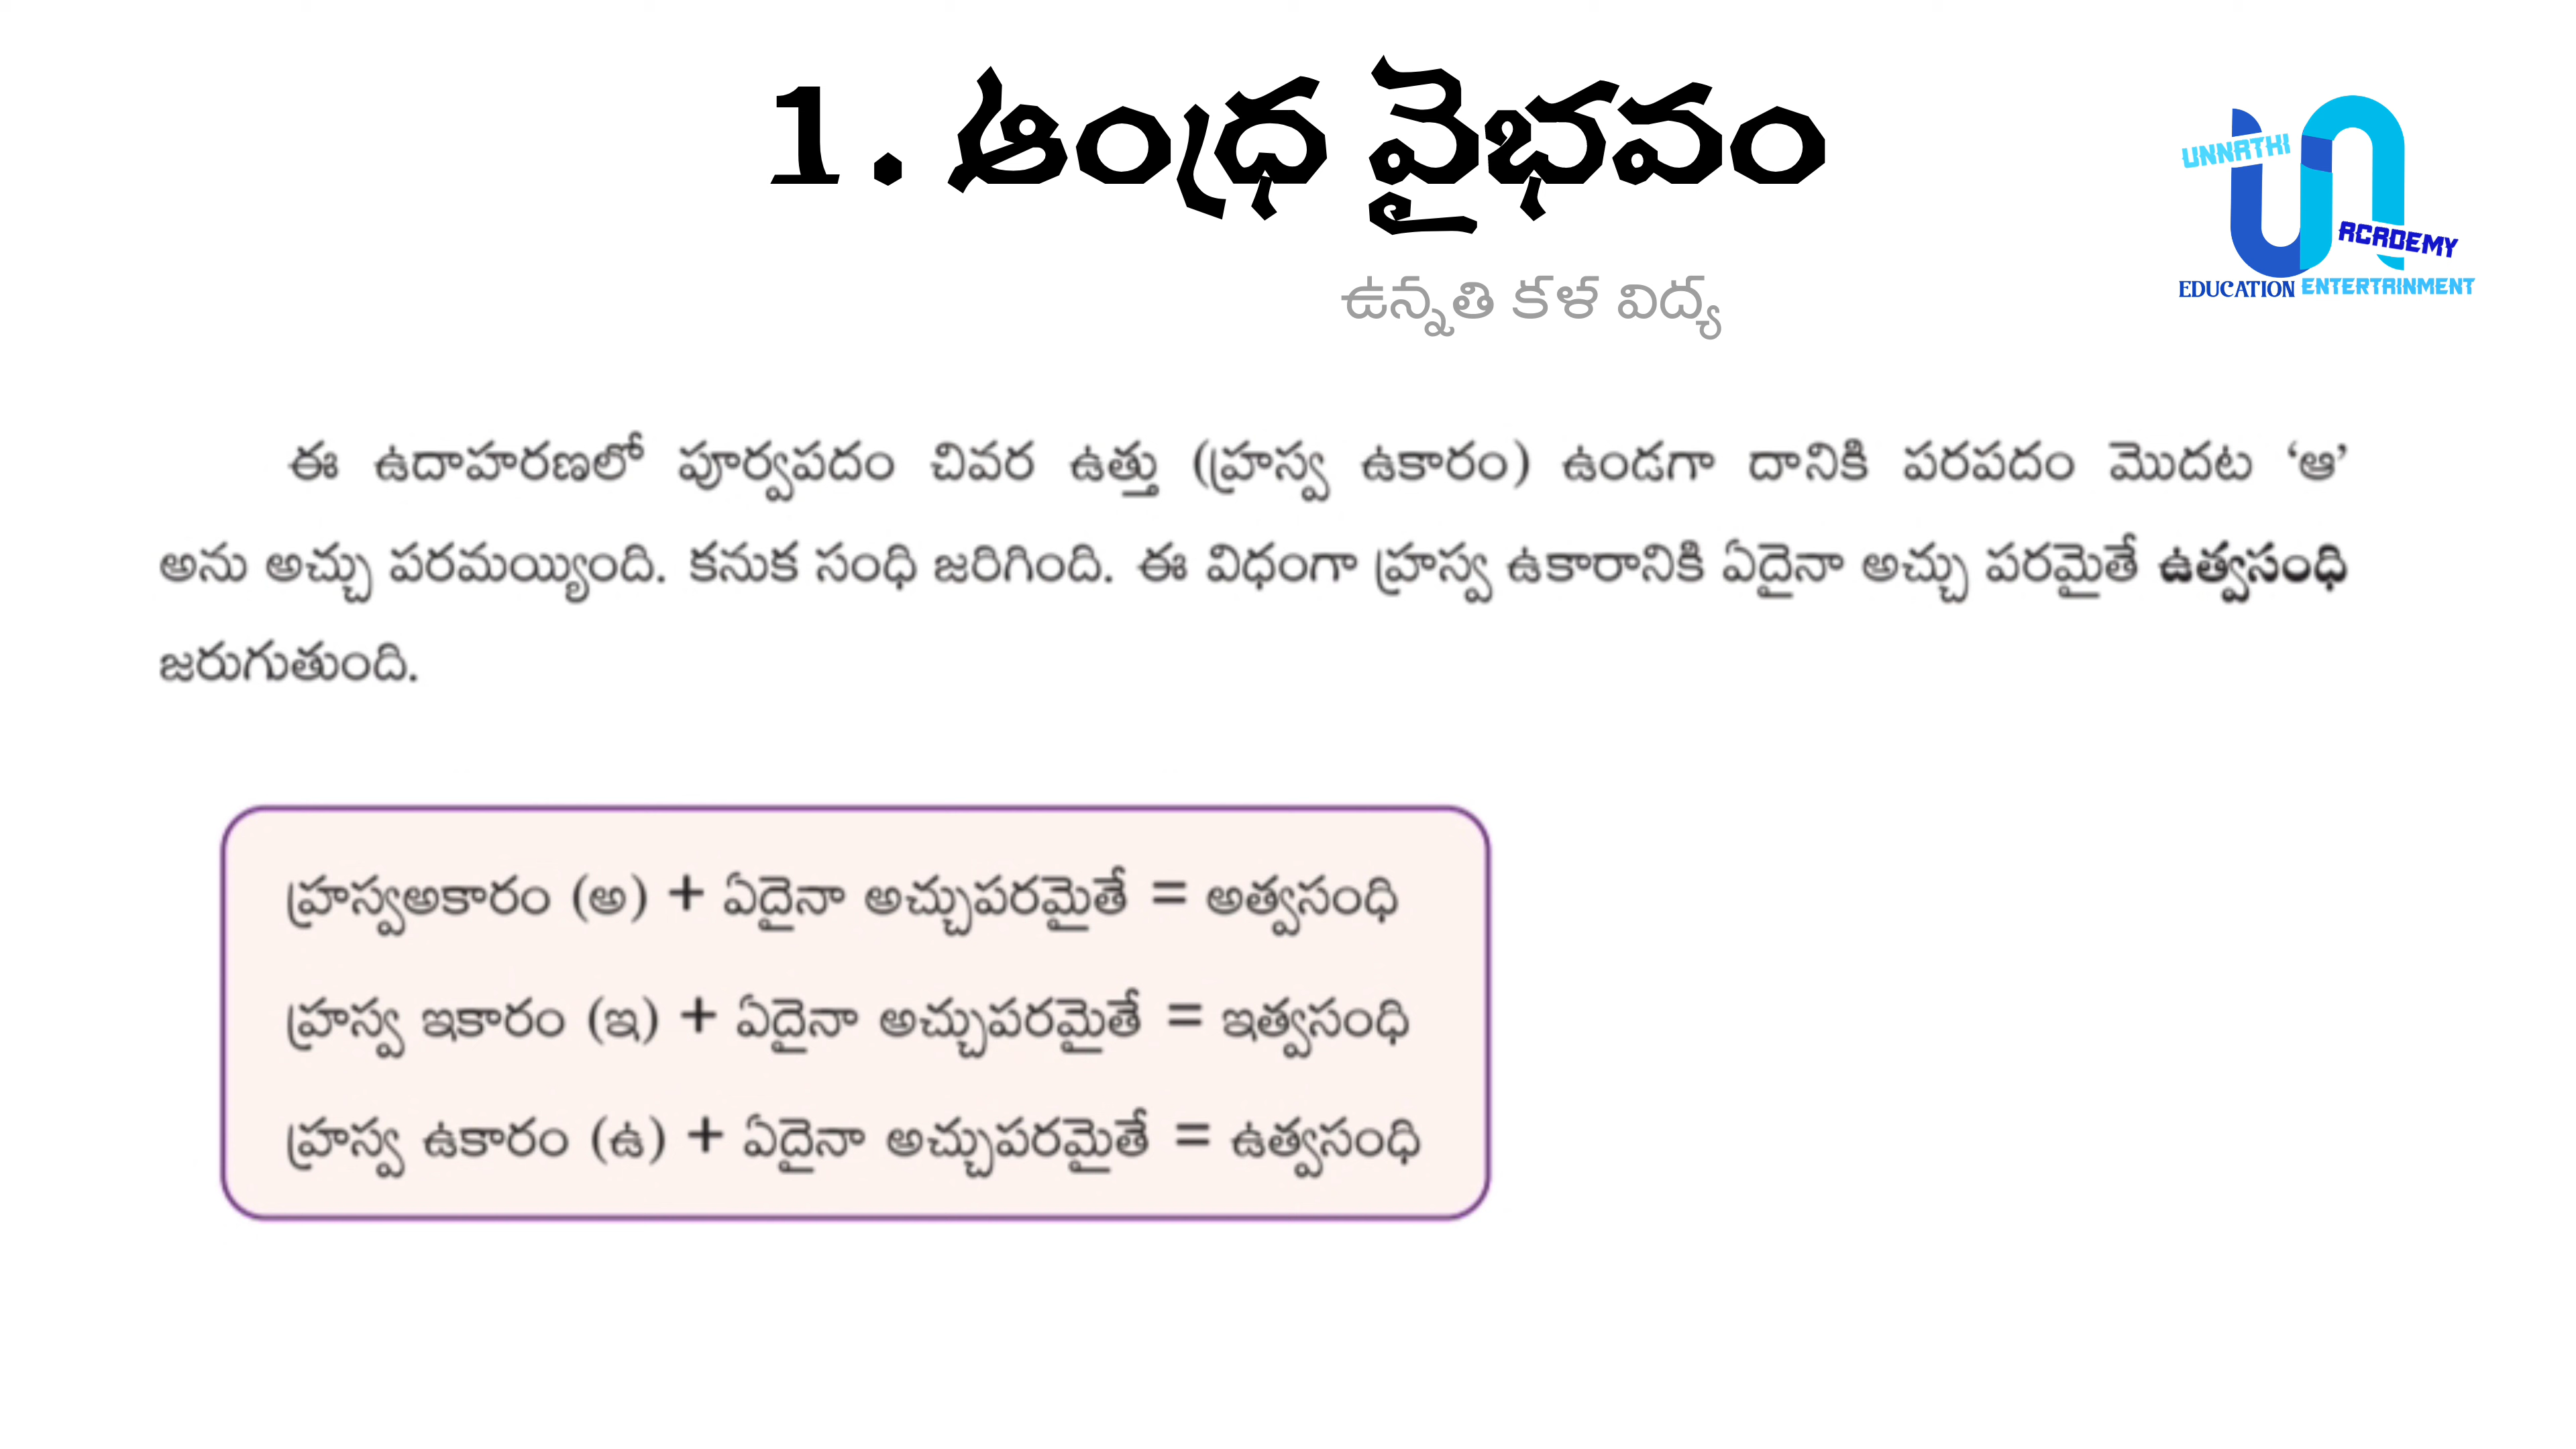 1. ఆంధ్ర వైభవం
UNNATHI
ACADEMY
EDUCATION ENTERTAINMENT
ఉన్నతి కళ విద్య
ఈ ఉదాహరణలో పూర్వపదం చివర ఉత్తు (హ్రస్వ ఉకారం) ఉండగా దానికి పరపదం మొదట ‘ఆ’
అను అచ్చు పరమయ్యింది. కనుక సంధి జరిగింది. ఈ విధంగా హ్రస్వ ఉకారానికి ఏదైనా అచ్చు పరమైతే ఉత్వసంధి
జరుగుతుంది.
హ్రస్వఅకారం (అ) + ఏదైనా అచ్చుపరమైతే = అత్వసంధి
హ్రస్వ ఇకారం (ఇ) + ఏదైనా అచ్చుపరమైతే = ఇత్వసంధి
హ్రస్వ ఉకారం (ఉ) + ఏదైనా అచ్చుపరమైతే = ఉత్వసంధి